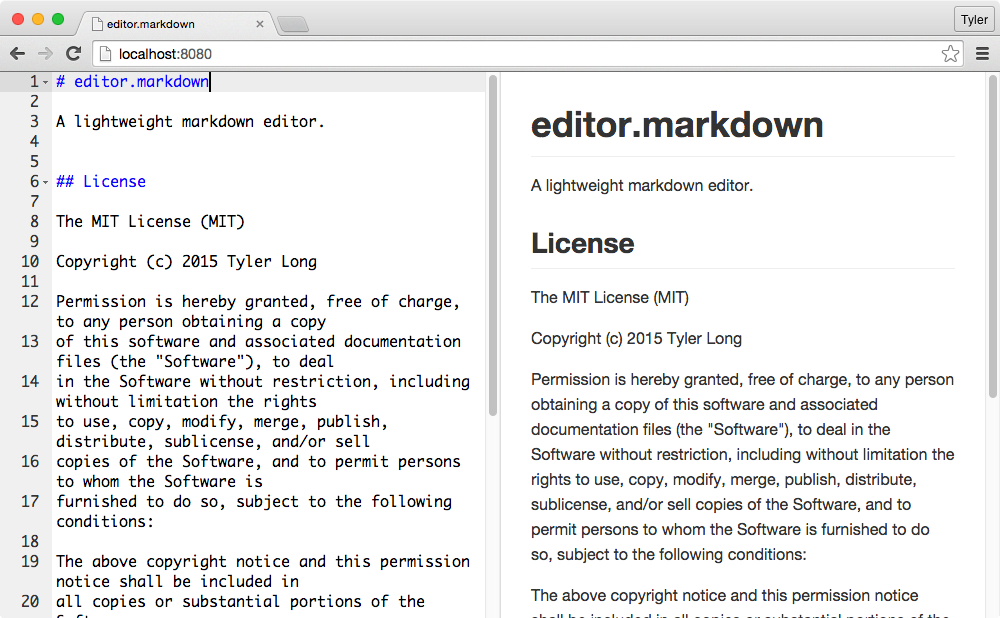 editor.markdown
Tyler
localhost:8080
1 # editor.markdown
2
3 A lightweight markdown editor.
4
5
6 ## License
7
8 The MIT License (MIT)
9
10 Copyright (c) 2015 Tyler Long
11
12 Permission is hereby granted, free of charge,
to any person obtaining a copy
13 of this software and associated documentation
files (the "Software"), to deal
14 in the Software without restriction, including
without limitation the rights
15 to use, copy, modify, merge, publish,
distribute, sublicense, and/or sell
16 copies of the Software, and to permit persons
to whom the Software is
17 furnished to do so, subject to the following
conditions:
18
19 The above copyright notice and this permission
notice shall be included in
20 all copies or substantial portions of the
editor.markdown
A lightweight markdown editor.
License
The MIT License (MIT)
Copyright (c) 2015 Tyler Long
Permission is hereby granted, free of charge, to any person
obtaining a copy of this software and associated
documentation files (the "Software"), to deal in the
Software without restriction, including without limitation the
rights to use, copy, modify, merge, publish, distribute,
sublicense, and/or sell copies of the Software, and to
permit persons to whom the Software is furnished to do
so, subject to the following conditions:
The above copyright notice and this permission notice
shall be included in all copies or substantial portions of the